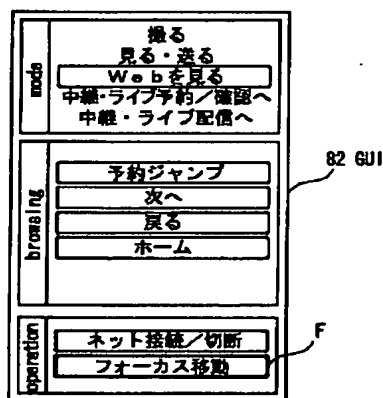 mode
撮る
見る・送る
Webを見る
中継・ライブ予約/確認へ
中継・ライブ配信へ
browsing
予約ジャンプ
次へ
戻る
ホーム
82 GUI
operation
ネット接続/切断
フォーカス移動
F